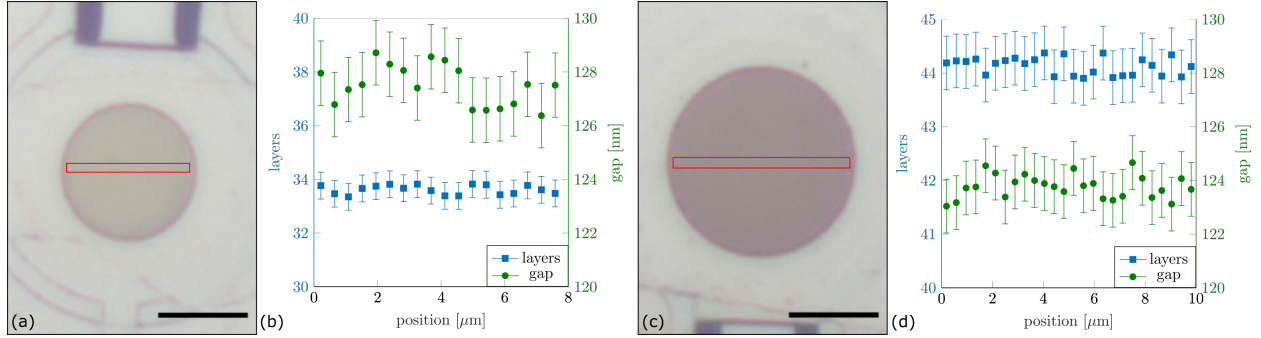 (a)
40
38
36
34
32
30
layers
130
128
126
124
122
120
gap [nm]
layers
gap
0 2 4 6 8
position [μm]
(b)
(c)
45
44
43
42
41
40
layers
130
128
126
124
122
120
gap [nm]
layers
gap
0 2 4 6 8 10
position [μm]
(d)